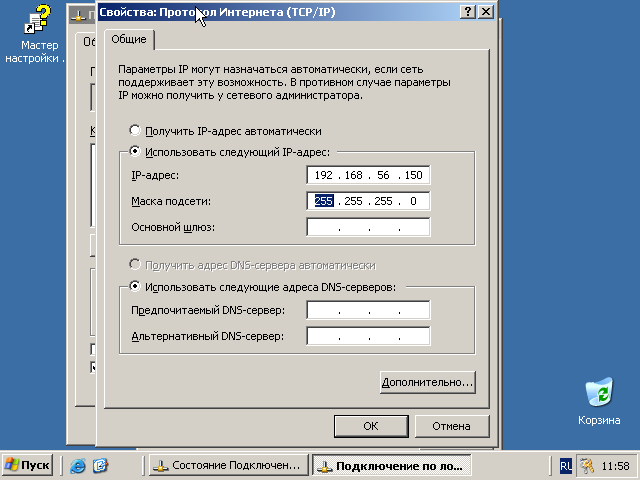 Мастер
настройки ...
П
Свойства: Протокол Интернета (TCP/IP)
Об
Общие
Параметры IP могут назначаться автоматически, если сеть
поддерживает эту возможность. В противном случае параметры
IP можно получить у сетевого администратора.
Получить IP-адрес автоматически
Использовать следующий IP-адрес:
IP-адрес: 192 . 168 . 56 . 150
Маска подсети: 255 . 255 . 255 . 0
Основной шлюз: . . .
Получить адрес DNS-сервера автоматически
Использовать следующие адреса DNS-серверов:
Предпочитаемый DNS-сервер: . . .
Альтернативный DNS-сервер: . . .
Дополнительно...
ОК
Отмена
Корзина
Пуск
Состояние Подключен...
Подключение по ло...
RU
11:58